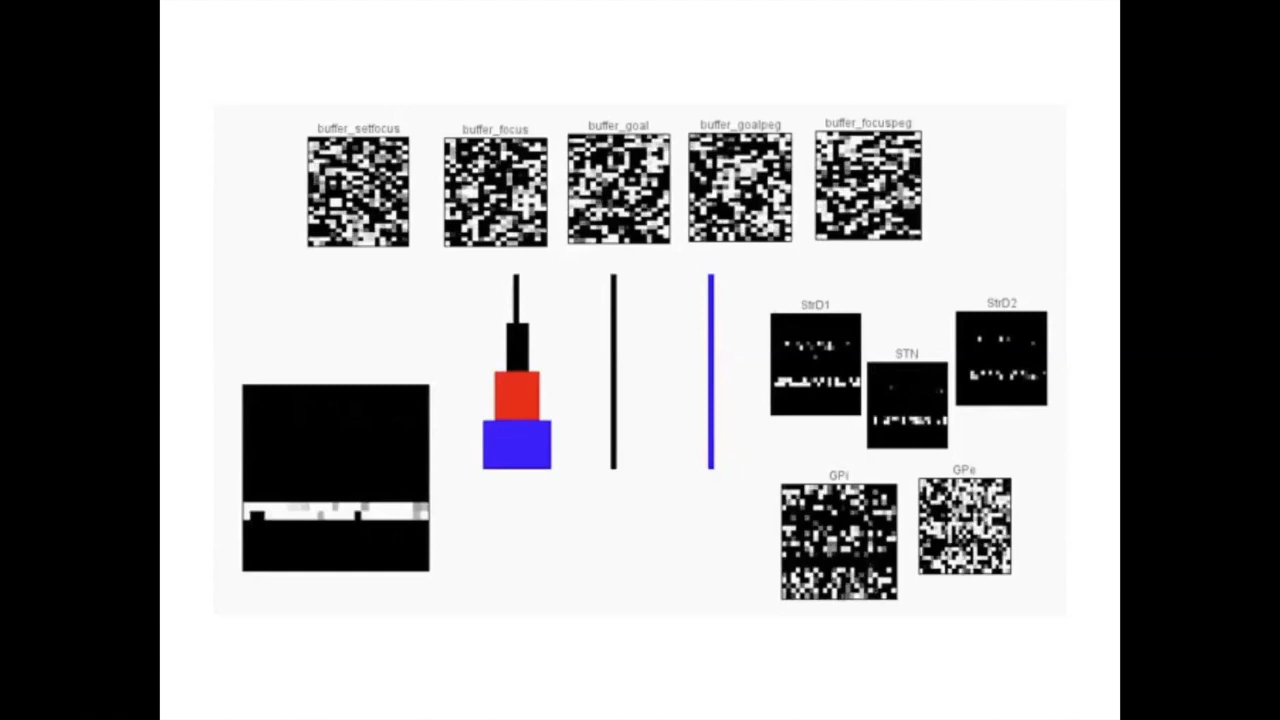 buffer_setfocus
buffer_focus
buffer_goal
buffer_goalpeg
buffer_focuspeg
StrD1
StrD2
STN
GPi
GPe